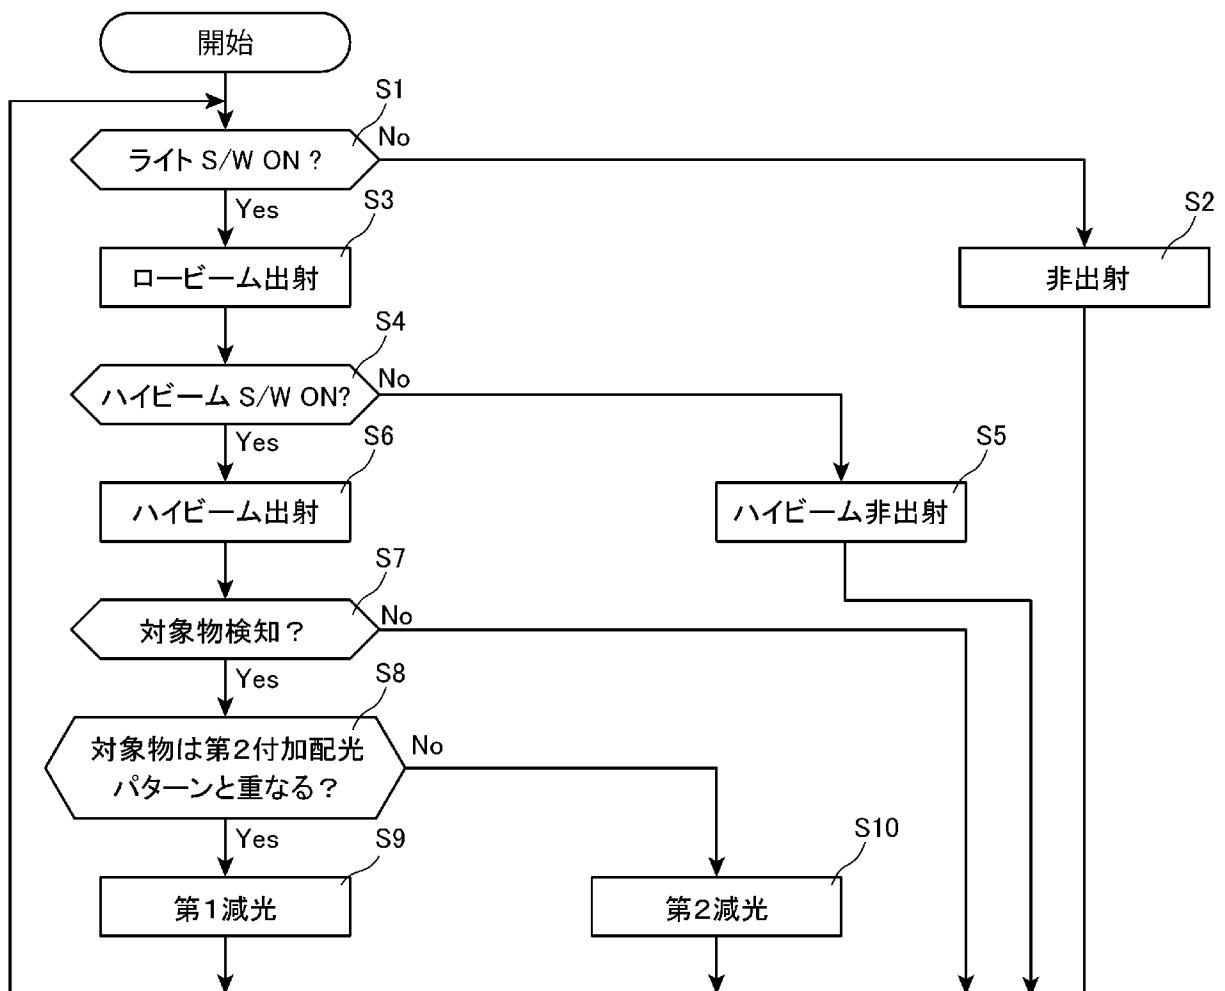 開始
S1
ライト S/W ON ?
No
Yes
S3
S2
ロービーム出射
非出射
S4
ハイビーム S/W ON?
No
Yes
S6
S5
ハイビーム出射
ハイビーム非出射
S7
対象物検知？
No
Yes
S8
対象物は第２付加配光
パターンと重なる？
No
Yes
S9
S10
第１減光
第２減光